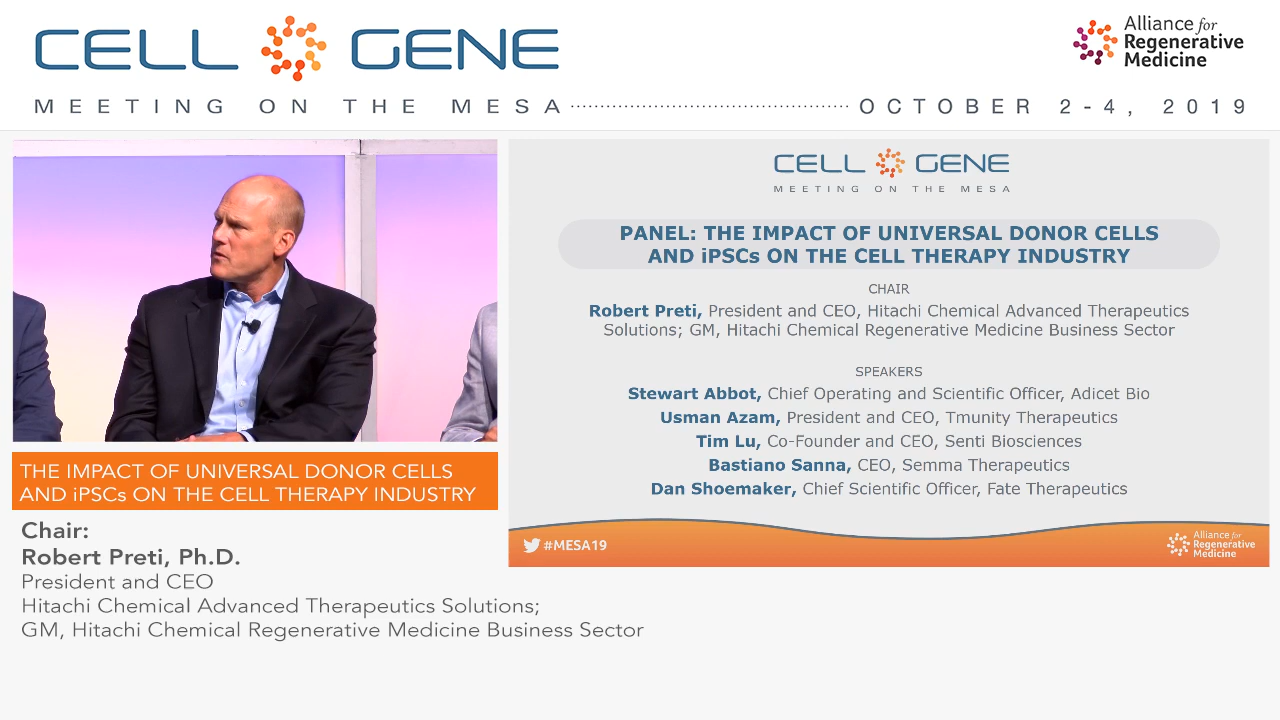 CELL GENE
MEETING ON THE MESA
OCTOBER 2-4, 2019
Alliance for
Regenerative
Medicine
CELL GENE
MEETING ON THE MESA
PANEL: THE IMPACT OF UNIVERSAL DONOR CELLS
AND iPSCs ON THE CELL THERAPY INDUSTRY
CHAIR
Robert Preti, President and CEO, Hitachi Chemical Advanced Therapeutics
Solutions; GM, Hitachi Chemical Regenerative Medicine Business Sector
SPEAKERS
Stewart Abbot, Chief Operating and Scientific Officer, Adicet Bio
Usman Azam, President and CEO, Tmunity Therapeutics
Tim Lu, Co-Founder and CEO, Senti Biosciences
Bastiano Sanna, CEO, Semma Therapeutics
Dan Shoemaker, Chief Scientific Officer, Fate Therapeutics
#MESA19
Alliance for
Regenerative
Medicine
THE IMPACT OF UNIVERSAL DONOR CELLS
AND iPSCs ON THE CELL THERAPY INDUSTRY
Chair:
Robert Preti, Ph.D.
President and CEO
Hitachi Chemical Advanced Therapeutics Solutions;
GM, Hitachi Chemical Regenerative Medicine Business Sector